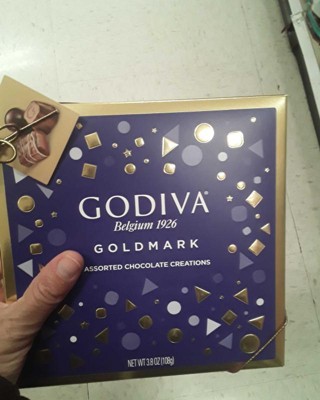 GODIVA®
Belgium 1926
GOLDMARK
ASSORTED CHOCOLATE CREATIONS
NET WT 3.8 OZ (108g)